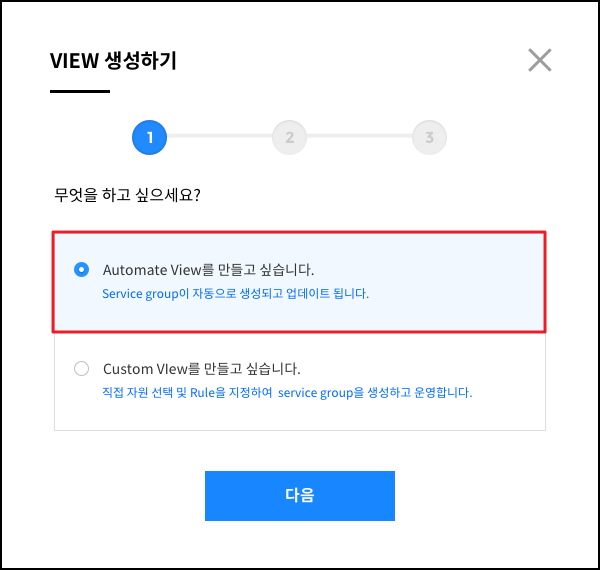 VIEW 생성하기
1
2
3
무엇을 하고 싶으세요?
Automate View를 만들고 싶습니다.
Service group이 자동으로 생성되고 업데이트 됩니다.
Custom VIew를 만들고 싶습니다.
직접 자원 선택 및 Rule을 지정하여 service group을 생성하고 운영합니다.
다음